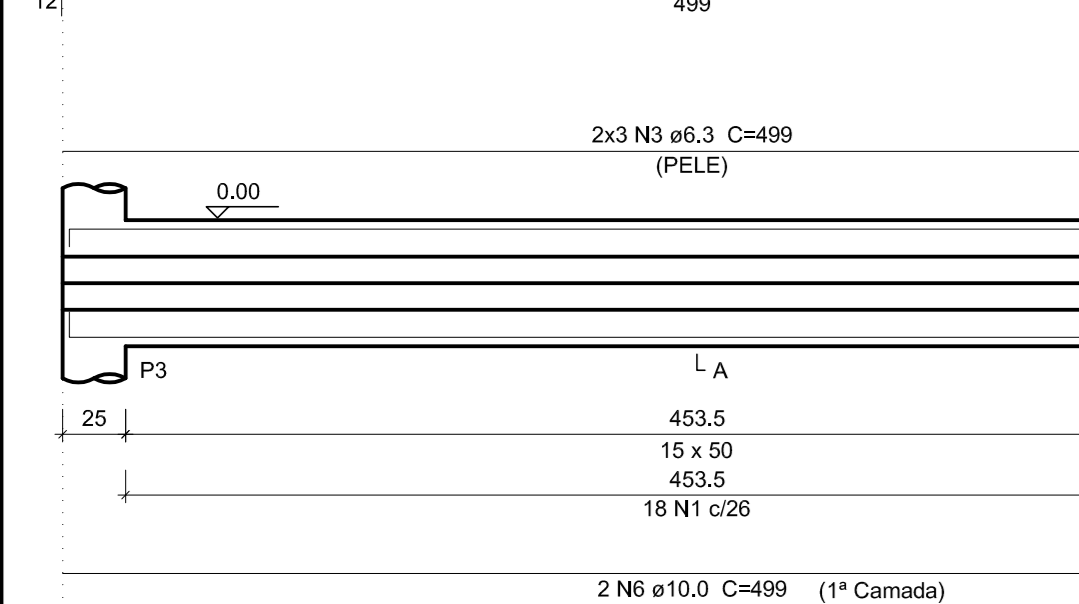 12
499
2x3 N3 ø6.3 C=499
(PELE)
0.00
P3
A
25
453.5
15 x 50
453.5
18 N1 c/26
2 N6 ø10.0 C=499 (1ª Camada)